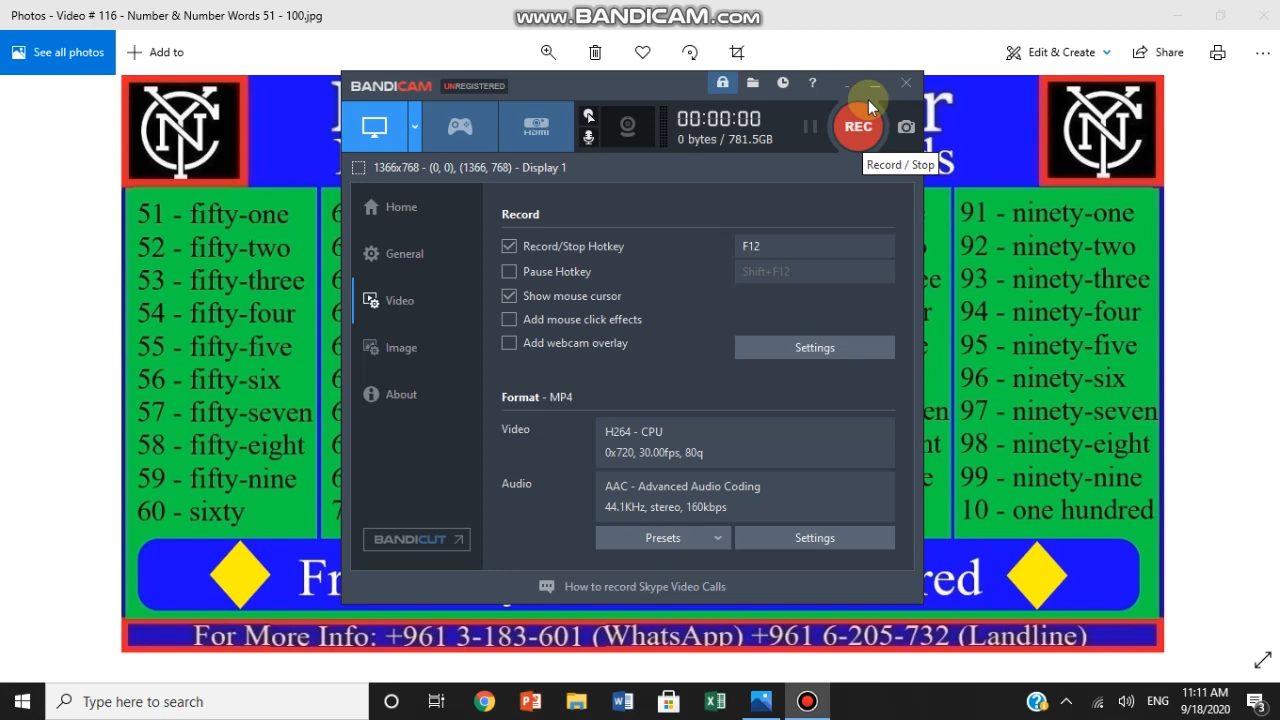 Photos - Video # 116 - Number & Number Words 51 - 100.jpg
www.BANDICAM.com
See all photos
Add to
Edit & Create
Share
BANDICAM
UNREGISTERED
00:00:00
0 bytes / 781.5GB
HDMI
REC
Record / Stop
1366x768 - (0, 0), (1366, 768) - Display 1
Home
General
Video
Image
About
BANDICUT
Record
Record/Stop Hotkey
F12
Pause Hotkey
Shift+F12
Show mouse cursor
Add mouse click effects
Add webcam overlay
Settings
Format - MP4
Video
H264 - CPU
0x720, 30.00fps, 80q
Audio
AAC - Advanced Audio Coding
44.1KHz, stereo, 160kbps
Presets
Settings
How to record Skype Video Calls
51 - fifty-one
52 - fifty-two
53 - fifty-three
54 - fifty-four
55 - fifty-five
56 - fifty-six
57 - fifty-seven
58 - fifty-eight
59 - fifty-nine
60 - sixty
91 - ninety-one
92 - ninety-two
93 - ninety-three
94 - ninety-four
95 - ninety-five
96 - ninety-six
97 - ninety-seven
98 - ninety-eight
99 - ninety-nine
10 - one hundred
For More Info: +961 3-183-601 (WhatsApp) +961 6-205-732 (Landline)
Type here to search
ENG
11:11 AM
9/18/2020
3